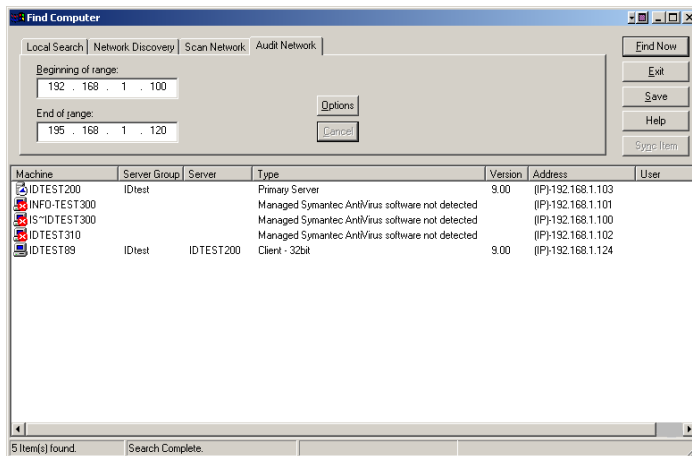 Find Computer
Local Search Network Discovery Scan Network Audit Network
Find Now
Beginning of range:
192 . 168 . 1 . 100
Exit
End of range:
195 . 168 . 1 . 120
Options
Cancel
Save
Help
Sync Item
Machine Server Group Server Type Version Address User
IDTEST200 IDtest Primary Server 9.00 (IP)-192.168.1.103
INFO-TEST300 Managed Symantec AntiVirus software not detected (IP)-192.168.1.101
IS~IDTEST300 Managed Symantec AntiVirus software not detected (IP)-192.168.1.100
IDTEST310 Managed Symantec AntiVirus software not detected (IP)-192.168.1.102
IDTEST89 IDtest IDTEST200 Client - 32bit 9.00 (IP)-192.168.1.124
5 Item(s) found. Search Complete.